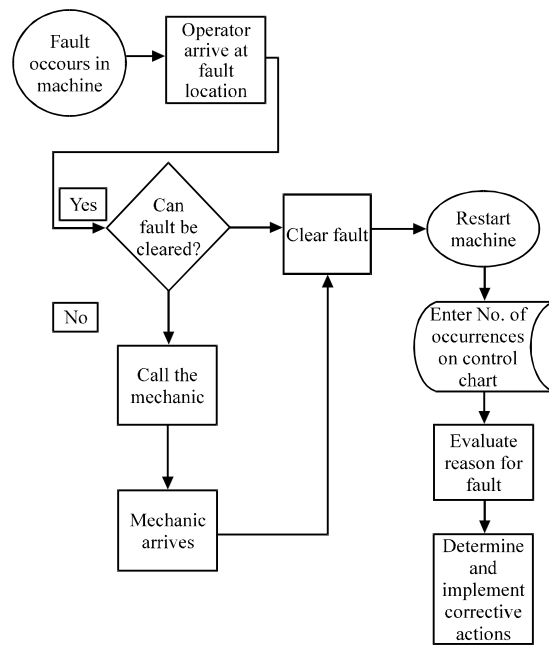 Fault
occours in
machine
Operator
arrive at
fault
location
Yes
Can
fault be
cleared?
Clear fault
Restart
machine
No
Enter No. of
occurrences
on control
chart
Call the
mechanic
Evaluate
reason for
fault
Mechanic
arrives
Determine
and
implement
corrective
actions